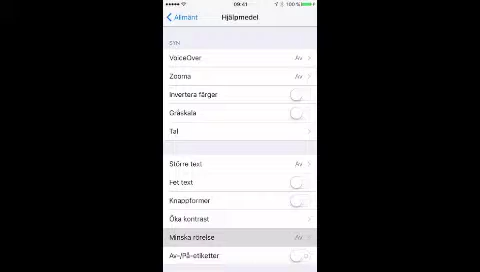 09:41
100 %
Allmänt
Hjälpmedel
SYN
VoiceOver Av
Zooma Av
Invertera färger
Gråskala
Tal
Större text Av
Fet text
Knappformer
Öka kontrast
Minska rörelse Av
Av-/På-etiketter